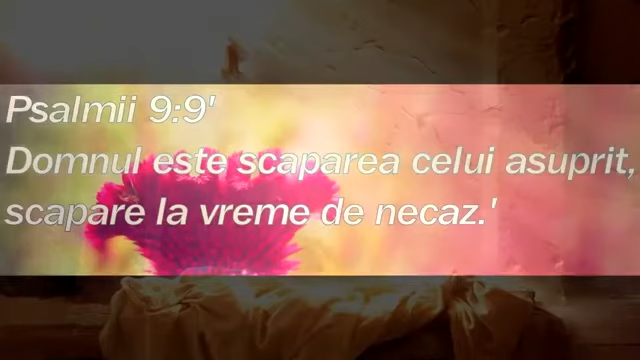 Psalmii 9:9'
Domnul este scaparea celui asuprit,
scapare la vreme de necaz.'